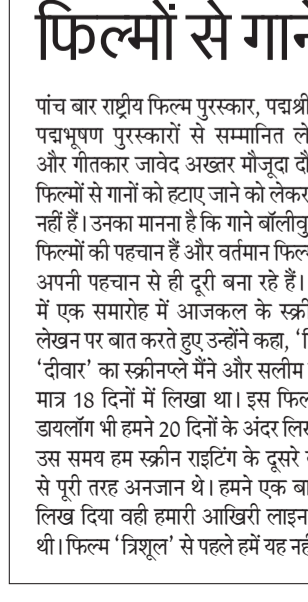 फिल्मों से गाने
पांच बार राष्ट्रीय फिल्म पुरस्कार, पद्मश्री
पद्मभूषण पुरस्कारों से सम्मानित ले
और गीतकार जावेद अख्तर मौजूदा दौ
फिल्मों से गानों को हटाए जाने को लेकर
नहीं हैं। उनका मानना है कि गाने बॉलीवु
फिल्मों की पहचान हैं और वर्तमान फिल्
अपनी पहचान से ही दूरी बना रहे हैं।
में एक समारोह में आजकल के स्क्री
लेखन पर बात करते हुए उन्होंने कहा, 'फि
'दीवार' का स्क्रीनप्ले मैंने और सलीम
मात्र 18 दिनों में लिखा था। इस फिल्
डायलॉग भी हमने 20 दिनों के अंदर लिख
उस समय हम स्क्रीन राइटिंग के दूसरे
से पूरी तरह अनजान थे। हमने एक बा
लिख दिया वही हमारी आखिरी लाइन
थी। फिल्म 'त्रिशूल' से पहले हमें यह नही